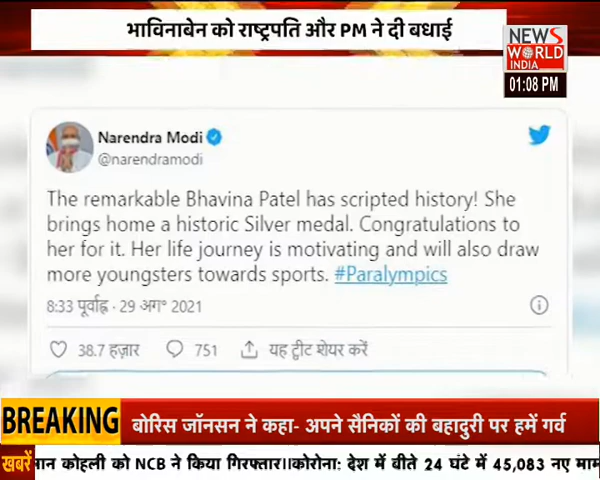 भाविनाबेन को राष्ट्रपति और PM ने दी बधाई
NEWS
WORLD
INDIA
01:08 PM
Narendra Modi
@narendramodi
The remarkable Bhavina Patel has scripted history! She
brings home a historic Silver medal. Congratulations to
her for it. Her life journey is motivating and will also draw
more youngsters towards sports. #Paralympics
8:33 पूर्वाह्न · 29 अग॰ 2021
38.7 हज़ार 751 यह ट्वीट शेयर करें
BREAKING बोरिस जॉनसन ने कहा- अपने सैनिकों की बहादुरी पर हमें गर्व
खबरें कोहली को NCB ने किया गिरफ्तार।।कोरोना: देश में बीते 24 घंटे में 45,083 नए